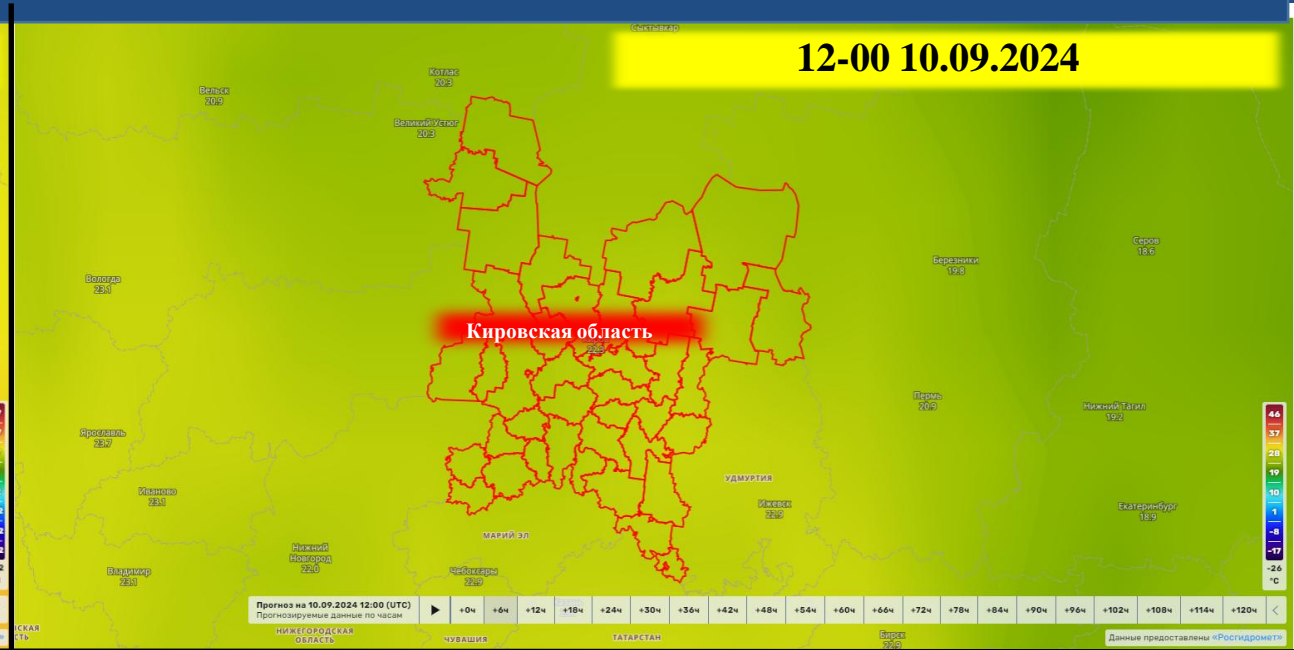 Сыктывкар
12-00 10.09.2024
Котлас
20.3
Вельск
20.9
Великий Устюг
20.3
Серов
18.6
Березники
19.8
Вологда
23.1
Кировская область
Пермь
20.9
Нижний Тагил
19.2
46
37
28
19
10
1
-8
-17
-26
°C
Ярославль
23.7
УДМУРТИЯ
Иваново
23.1
Ижевск
22.9
Екатеринбург
18.9
МАРИЙ ЭЛ
Нижний
Новгород
22.0
Владимир
23.1
Чебоксары
22.9
Прогноз на 10.09.2024 12:00 (UTC)
Прогнозируемые данные по часам
+0ч +6ч +12ч +18ч +24ч +30ч +36ч +42ч +48ч +54ч +60ч +66ч +72ч +78ч +84ч +90ч +96ч +102ч +108ч +114ч +120ч
НИЖЕГОРОДСКАЯ
ОБЛАСТЬ
ЧУВАШИЯ
ТАТАРСТАН
Бирск
22.9
Данные предоставлены «Росгидромет»